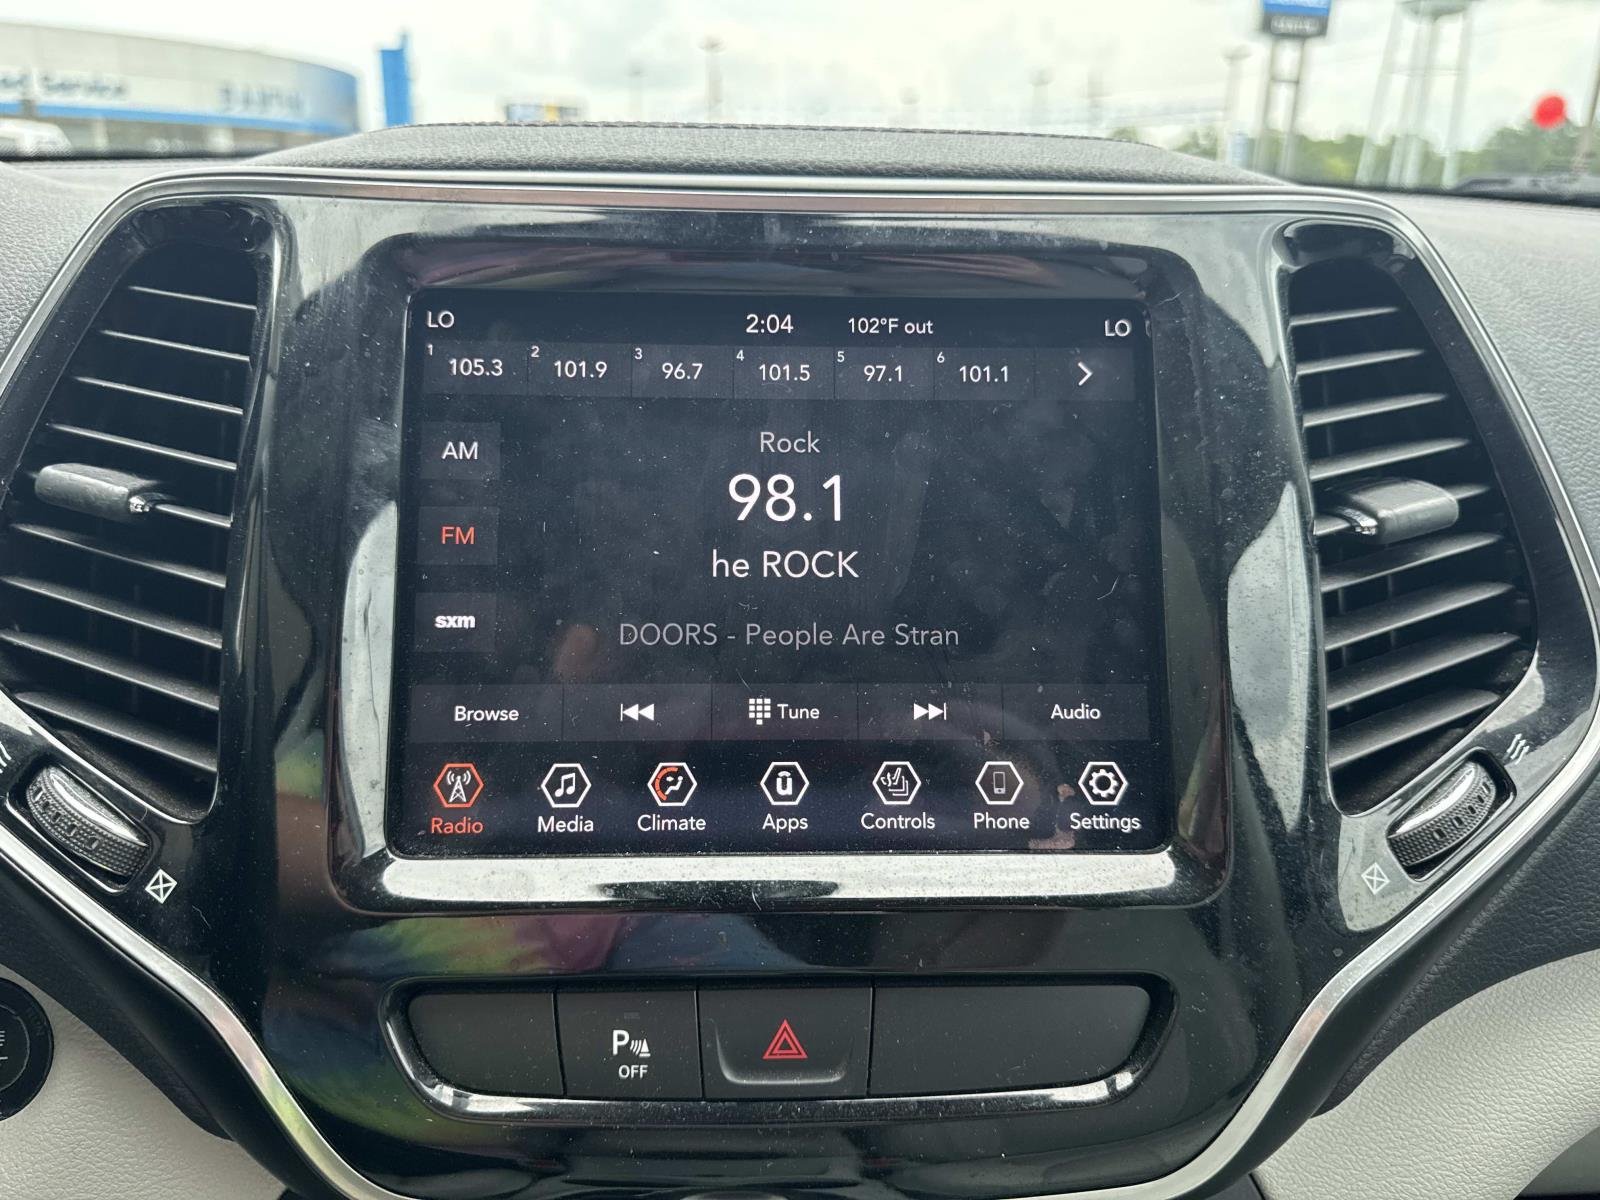 Service
LO 2:04 102°F out LO
1 105.3 2 101.9 3 96.7 4 101.5 5 97.1 6 101.1
AM
Rock
98.1
FM
he ROCK
sxm
DOORS - People Are Stran
Browse Tune Audio
Radio Media Climate Apps Controls Phone Settings
P
OFF